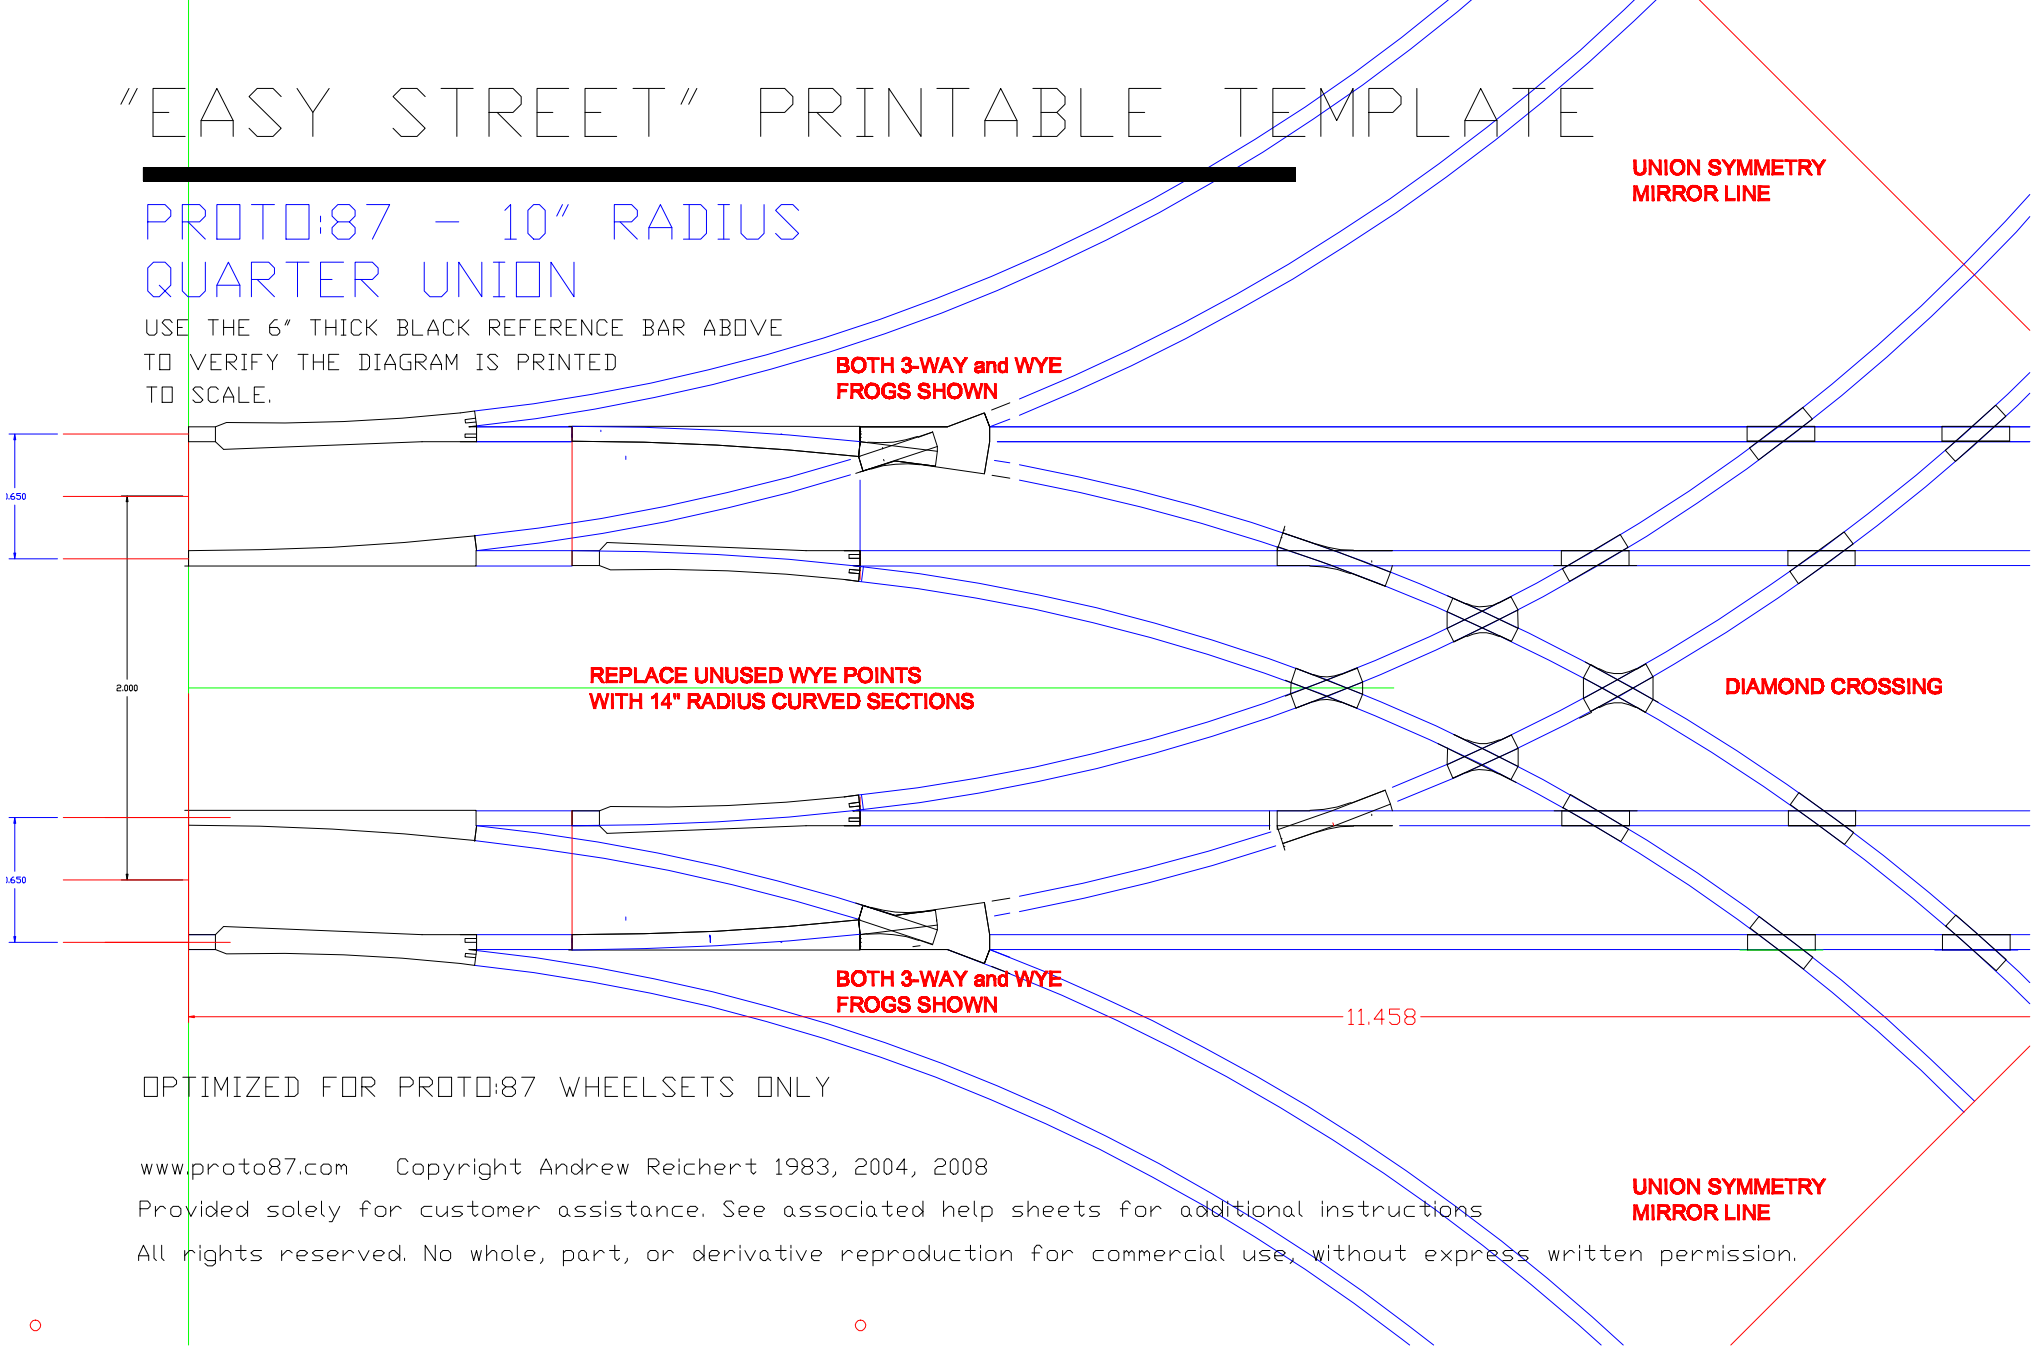 "EASY STREET" PRINTABLE TEMPLATE
UNION SYMMETRY
MIRROR LINE
PROTO:87 - 10" RADIUS
QUARTER UNION
USE THE 6" THICK BLACK REFERENCE BAR ABOVE
TO VERIFY THE DIAGRAM IS PRINTED
TO SCALE.
BOTH 3-WAY and WYE
FROGS SHOWN
.650
2.000
REPLACE UNUSED WYE POINTS
WITH 14" RADIUS CURVED SECTIONS
DIAMOND CROSSING
.650
BOTH 3-WAY and WYE
FROGS SHOWN
11.458
OPTIMIZED FOR PROTO:87 WHEELSETS ONLY
www.proto87.com Copyright Andrew Reichert 1983, 2004, 2008
UNION SYMMETRY
MIRROR LINE
Provided solely for customer assistance. See associated help sheets for additional instructions
All rights reserved. No whole, part, or derivative reproduction for commercial use, without express written permission.